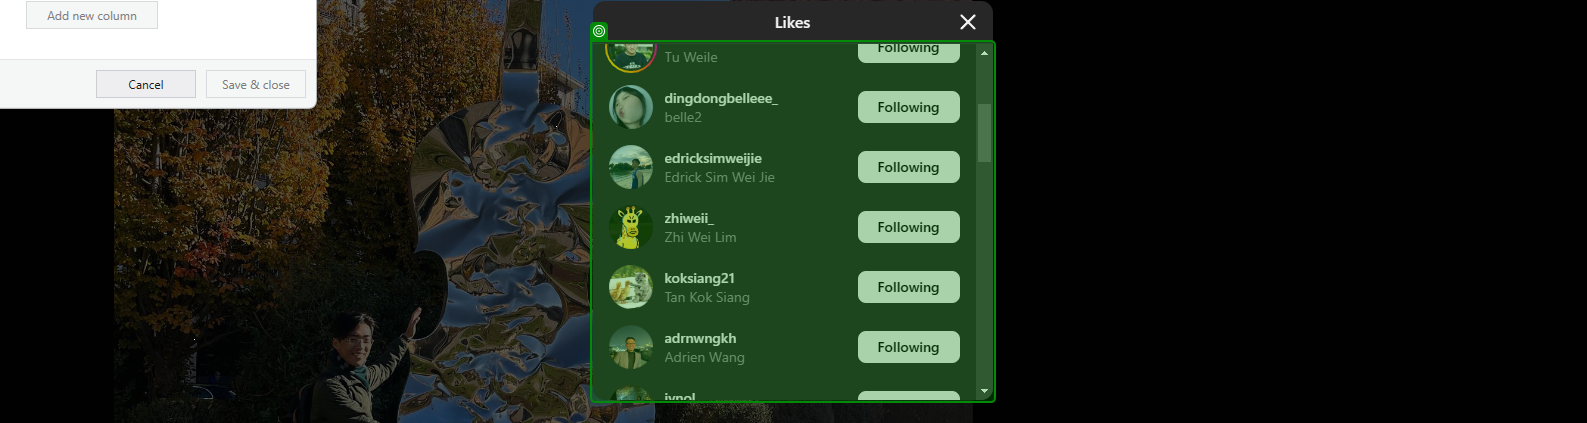 Add new column
Cancel
Save & close
Likes
Following
Tu Weile
dingdongbelleee_
belle2
Following
edricksimweijie
Edrick Sim Wei Jie
Following
zhiweii_
Zhi Wei Lim
Following
koksiang21
Tan Kok Siang
Following
adrnwngkh
Adrien Wang
Following